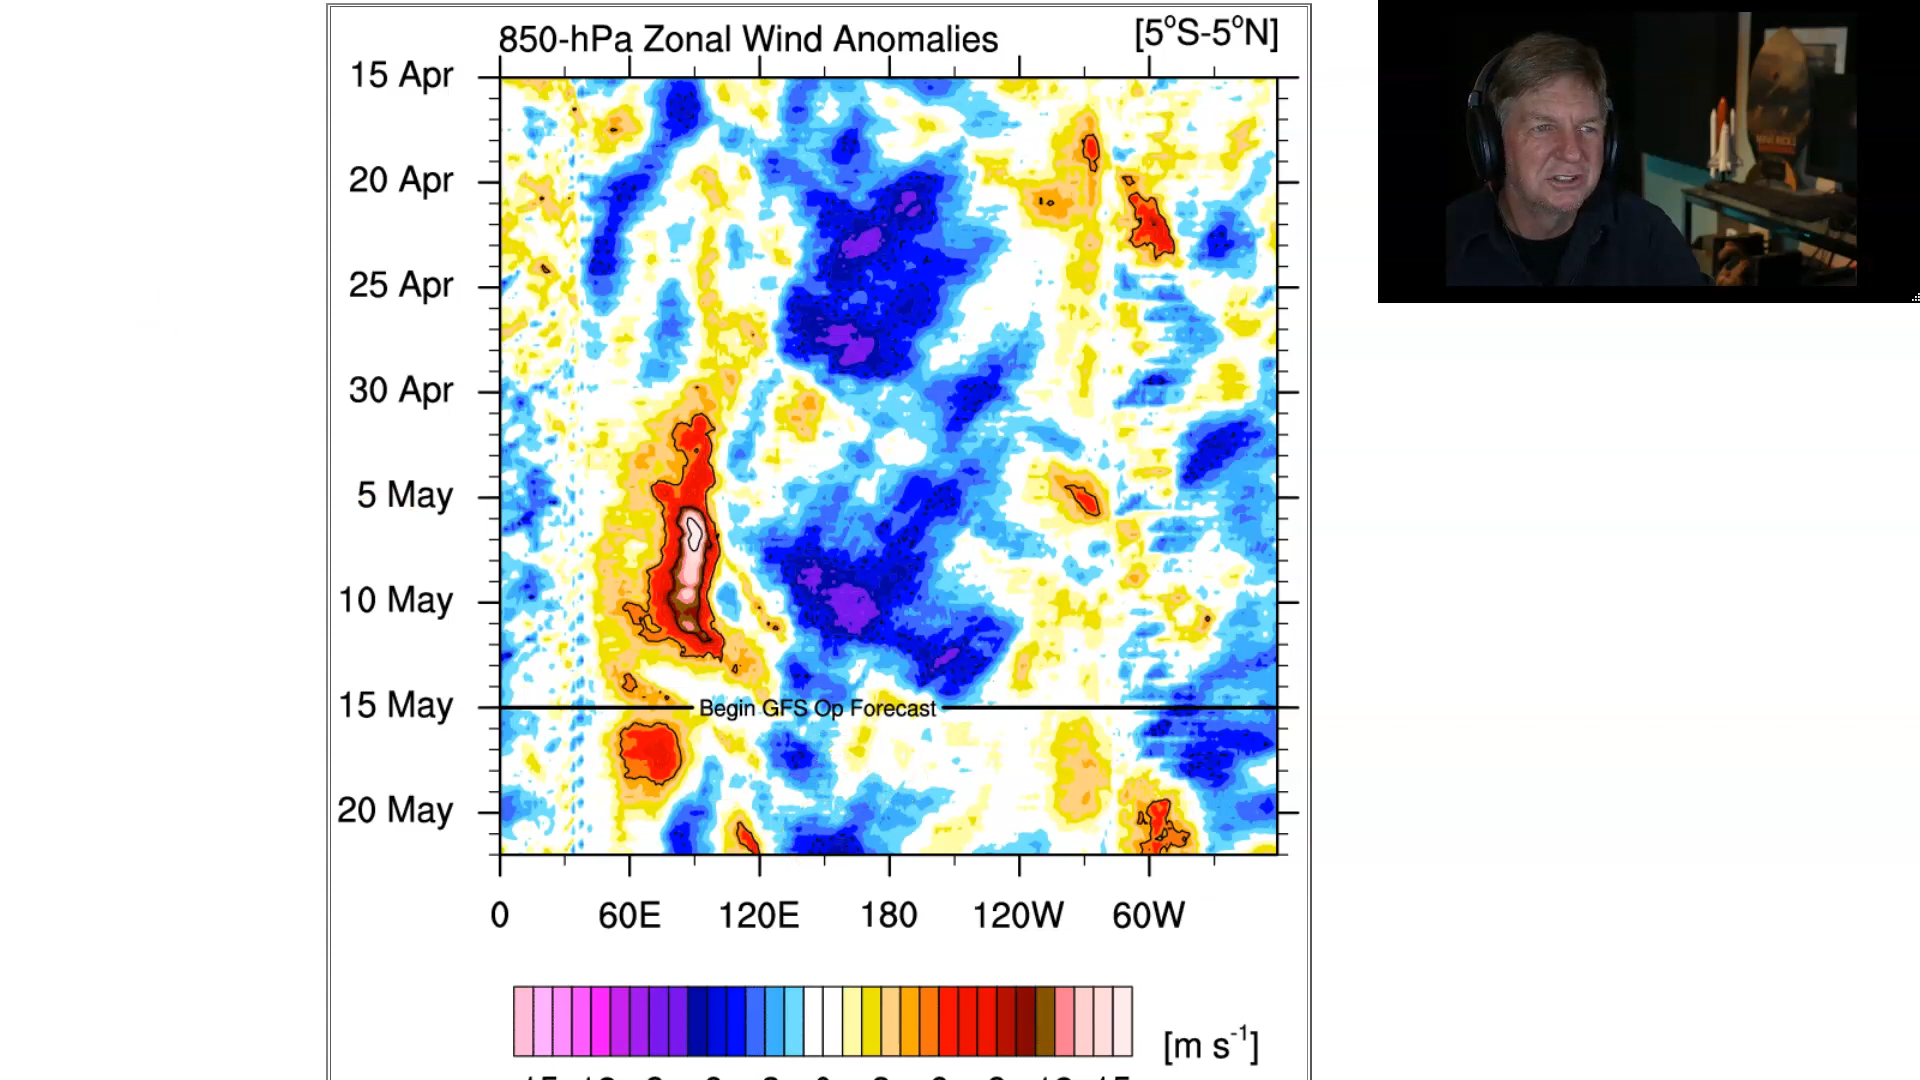 850-hPa Zonal Wind Anomalies
[5°S-5°N]
15 Apr
20 Apr
25 Apr
30 Apr
5 May
10 May
15 May
Begin GFS Op Forecast
20 May
0 60E 120E 180 120W 60W
[m s-1]